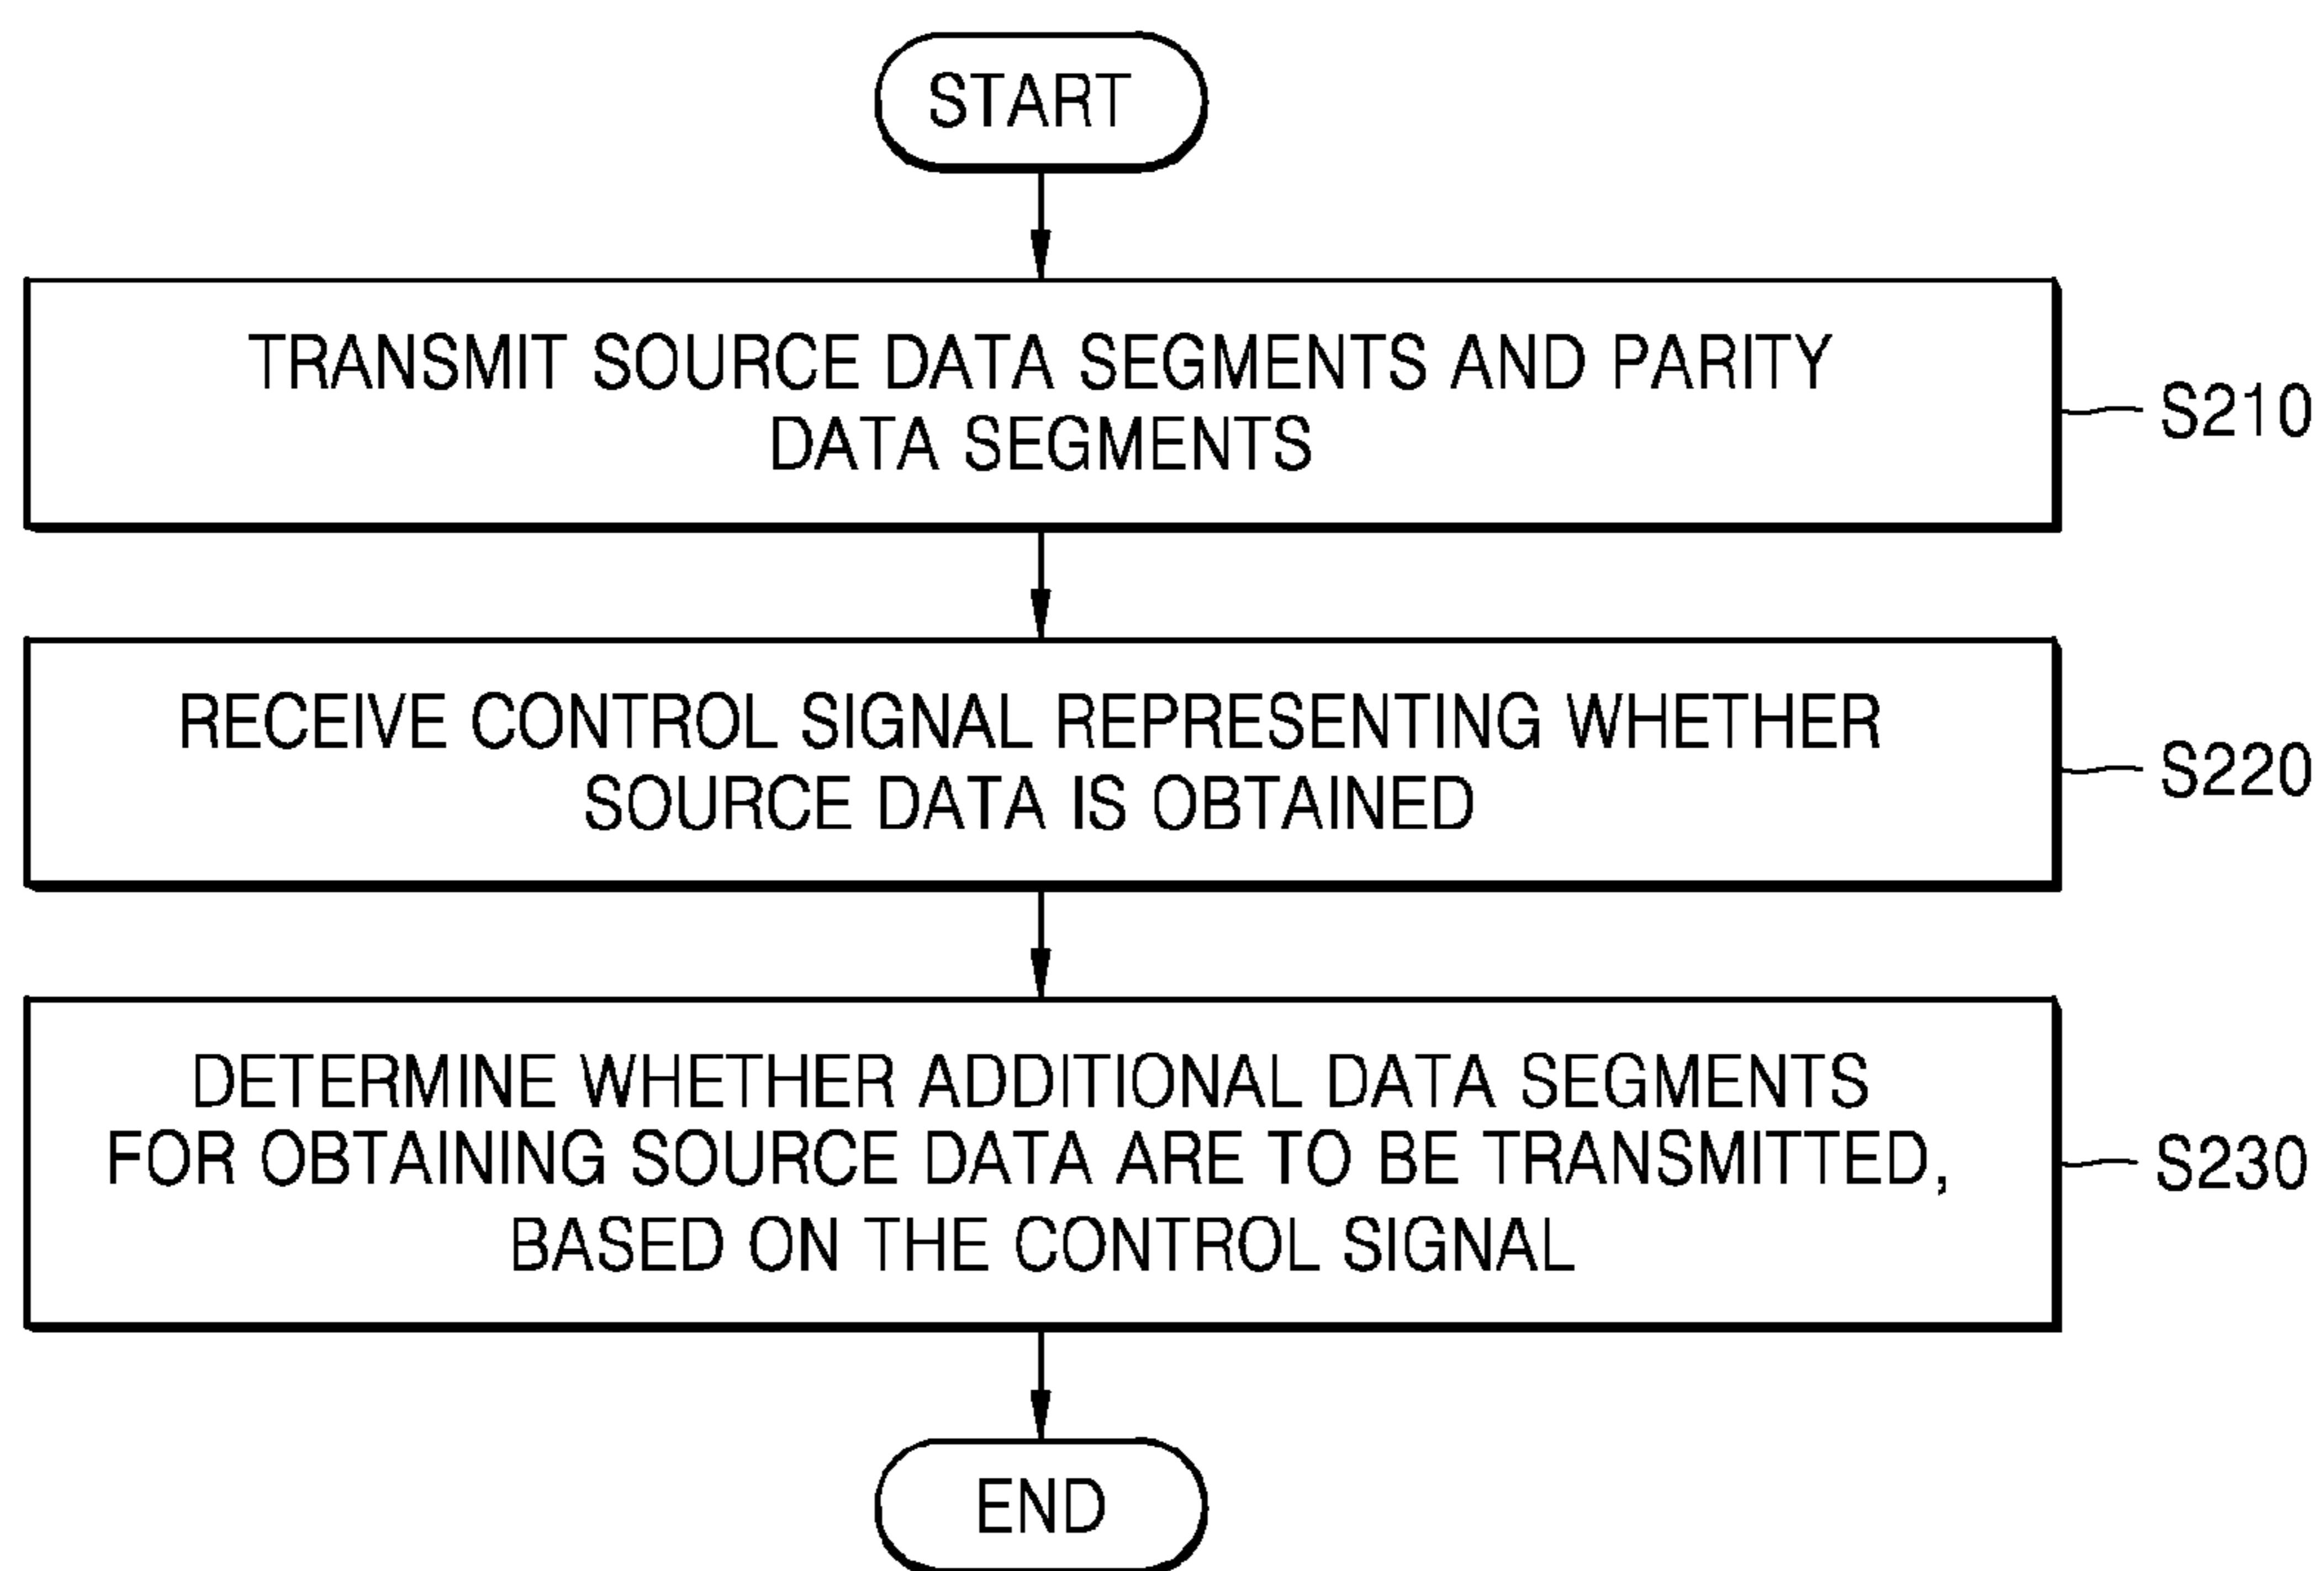 START
TRANSMIT SOURCE DATA SEGMENTS AND PARITY
DATA SEGMENTS
S210
RECEIVE CONTROL SIGNAL REPRESENTING WHETHER
SOURCE DATA IS OBTAINED
S220
DETERMINE WHETHER ADDITIONAL DATA SEGMENTS
FOR OBTAINING SOURCE DATA ARE TO BE TRANSMITTED,
BASED ON THE CONTROL SIGNAL
S230
END